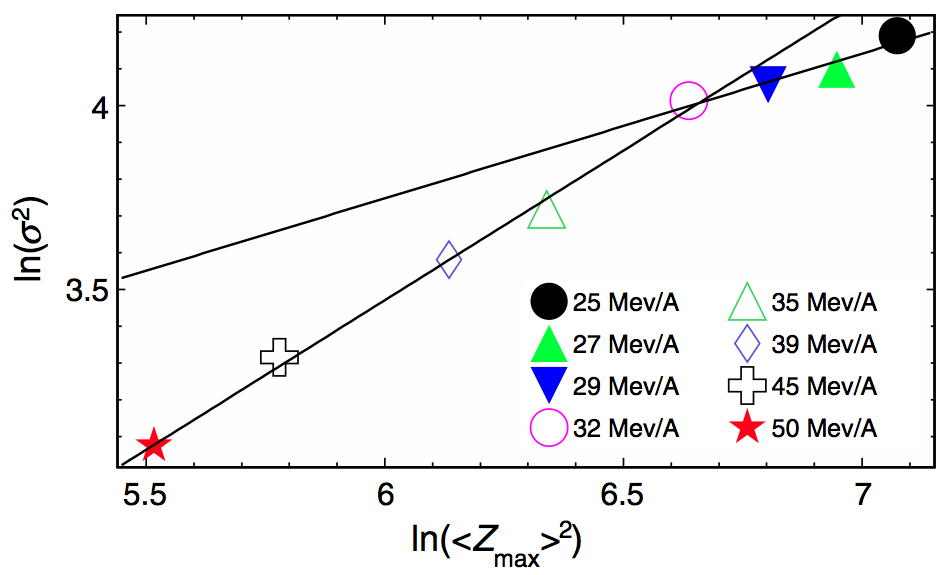 4
3.5
ln(σ²)
25 Mev/A
27 Mev/A
29 Mev/A
32 Mev/A
35 Mev/A
39 Mev/A
45 Mev/A
50 Mev/A
5.5 6 6.5 7
ln(<Zmax>²)